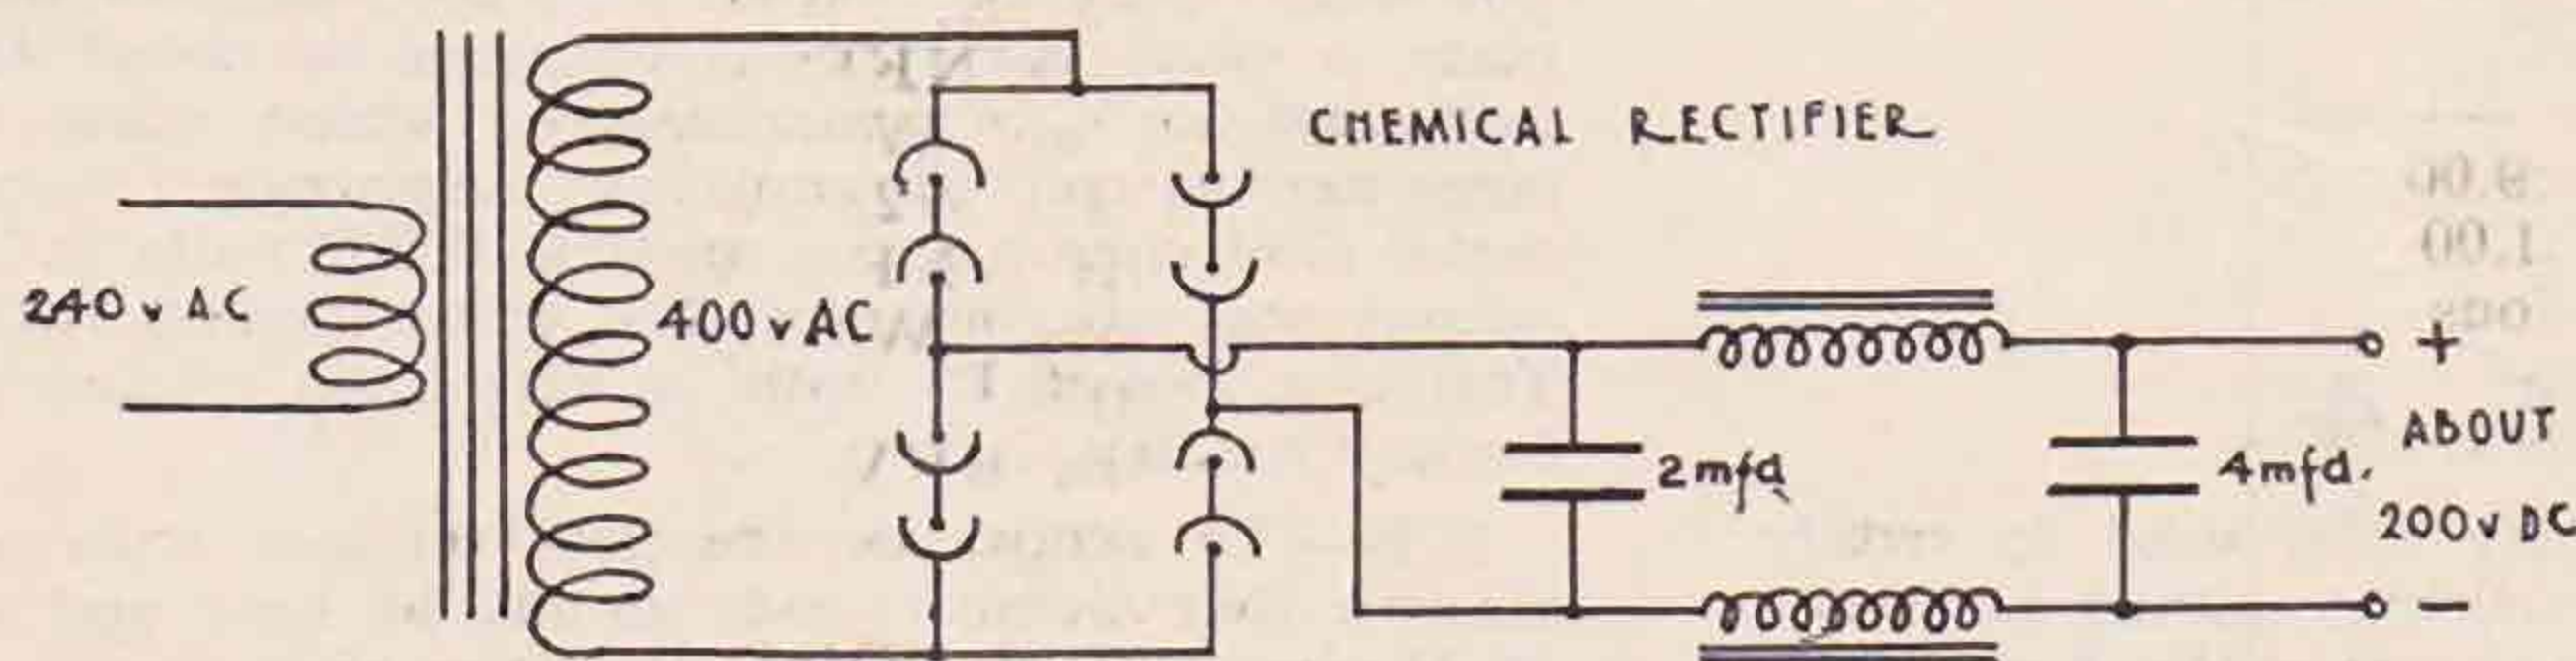 CHEMICAL RECTIFIER
240 v AC
400 v AC
2 mfd
4 mfd.
+
ABOUT
200 v DC
−